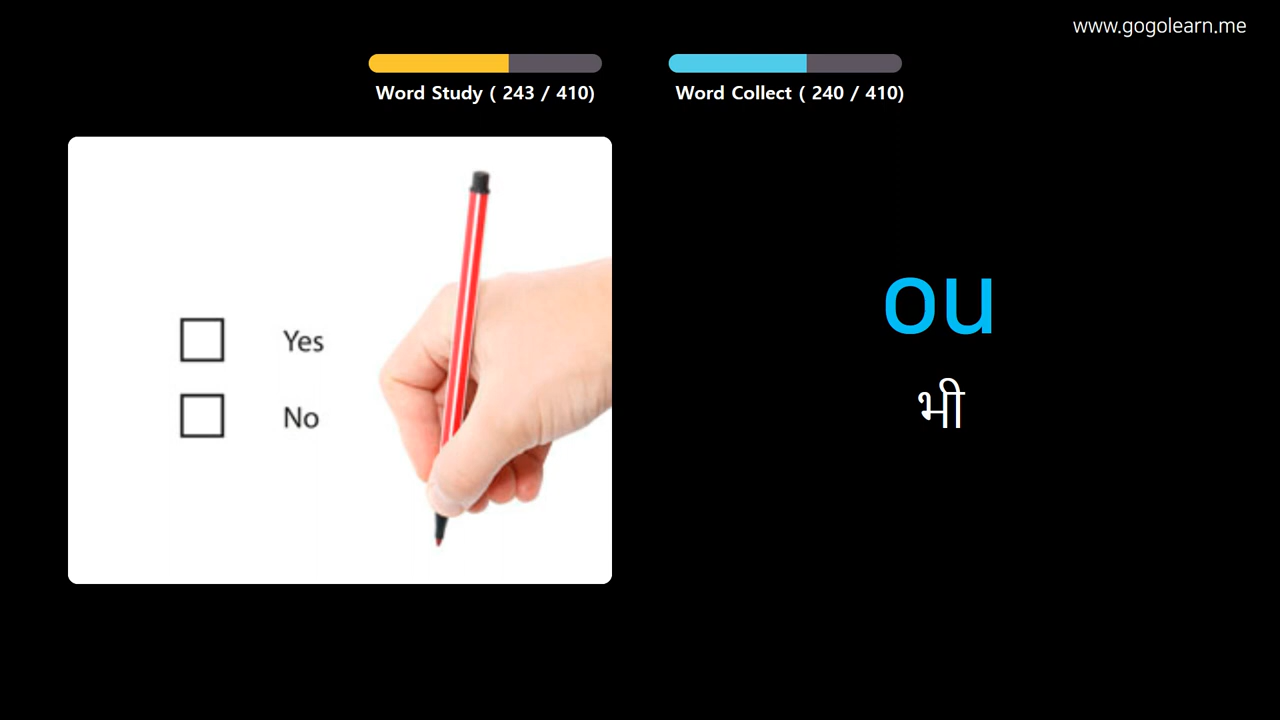 www.gogolearn.me
Word Study ( 243 / 410)
Word Collect ( 240 / 410)
Yes
No
ou
भी